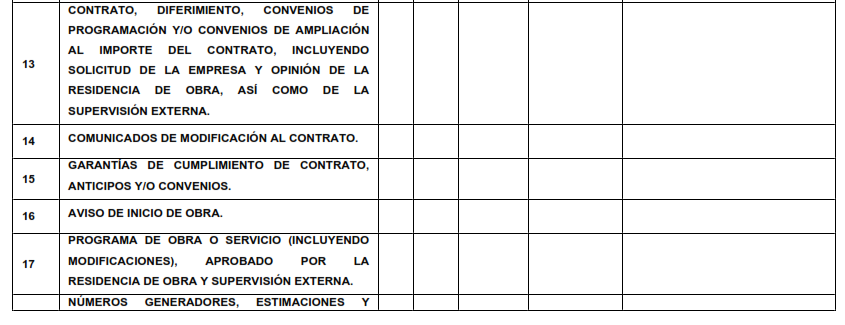 CONTRATO, DIFERIMIENTO, CONVENIOS DE
PROGRAMACIÓN Y/O CONVENIOS DE AMPLIACIÓN
AL IMPORTE DEL CONTRATO, INCLUYENDO
13
SOLICITUD DE LA EMPRESA Y OPINIÓN DE LA
RESIDENCIA DE OBRA, ASÍ COMO DE LA
SUPERVISIÓN EXTERNA.
14 COMUNICADOS DE MODIFICACIÓN AL CONTRATO.
GARANTÍAS DE CUMPLIMIENTO DE CONTRATO,
15
ANTICIPOS Y/O CONVENIOS.
16 AVISO DE INICIO DE OBRA.
PROGRAMA DE OBRA O SERVICIO (INCLUYENDO
17 MODIFICACIONES), APROBADO POR LA
RESIDENCIA DE OBRA Y SUPERVISIÓN EXTERNA.
NÚMEROS GENERADORES, ESTIMACIONES Y